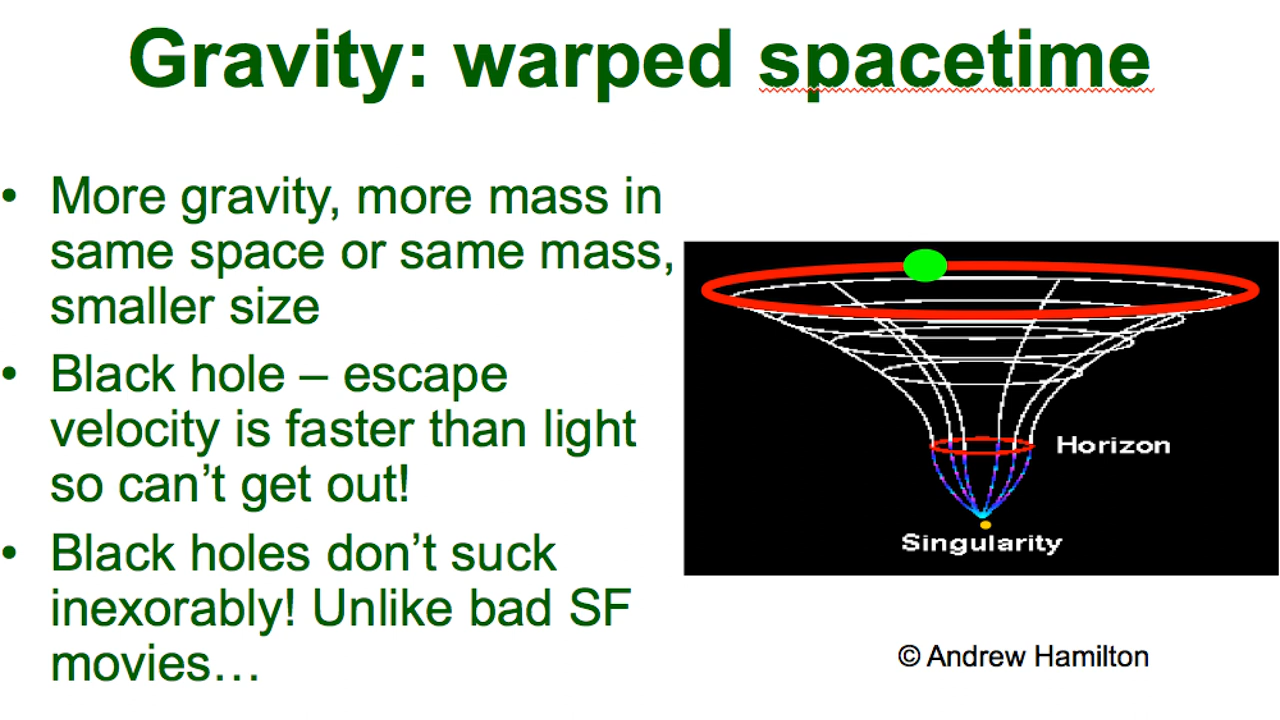 Gravity: warped spacetime
• More gravity, more mass in
same space or same mass,
smaller size
• Black hole – escape
velocity is faster than light
so can’t get out!
• Black holes don’t suck
inexorably! Unlike bad SF
movies…
Horizon
Singularity
© Andrew Hamilton